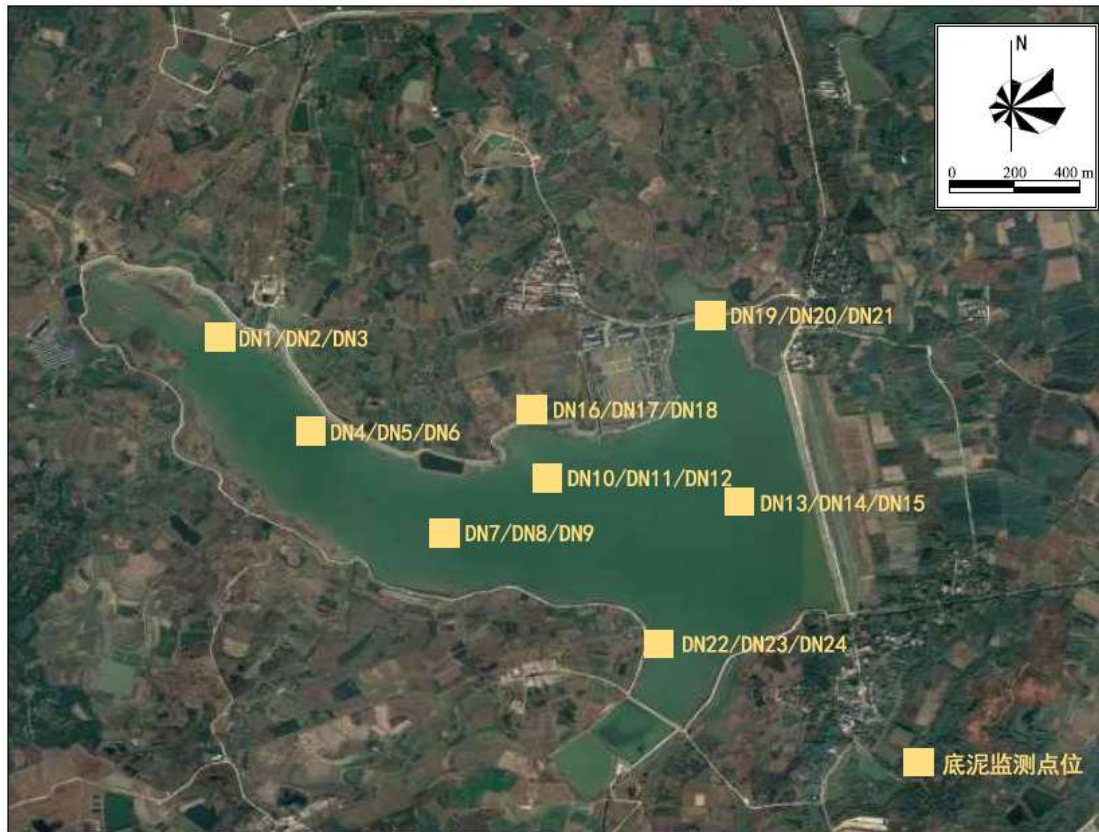 N
0 200 400 m
DN19/DN20/DN21
DN1/DN2/DN3
DN16/DN17/DN18
DN4/DN5/DN6
DN10/DN11/DN12
DN13/DN14/DN15
DN7/DN8/DN9
DN22/DN23/DN24
底泥监测点位